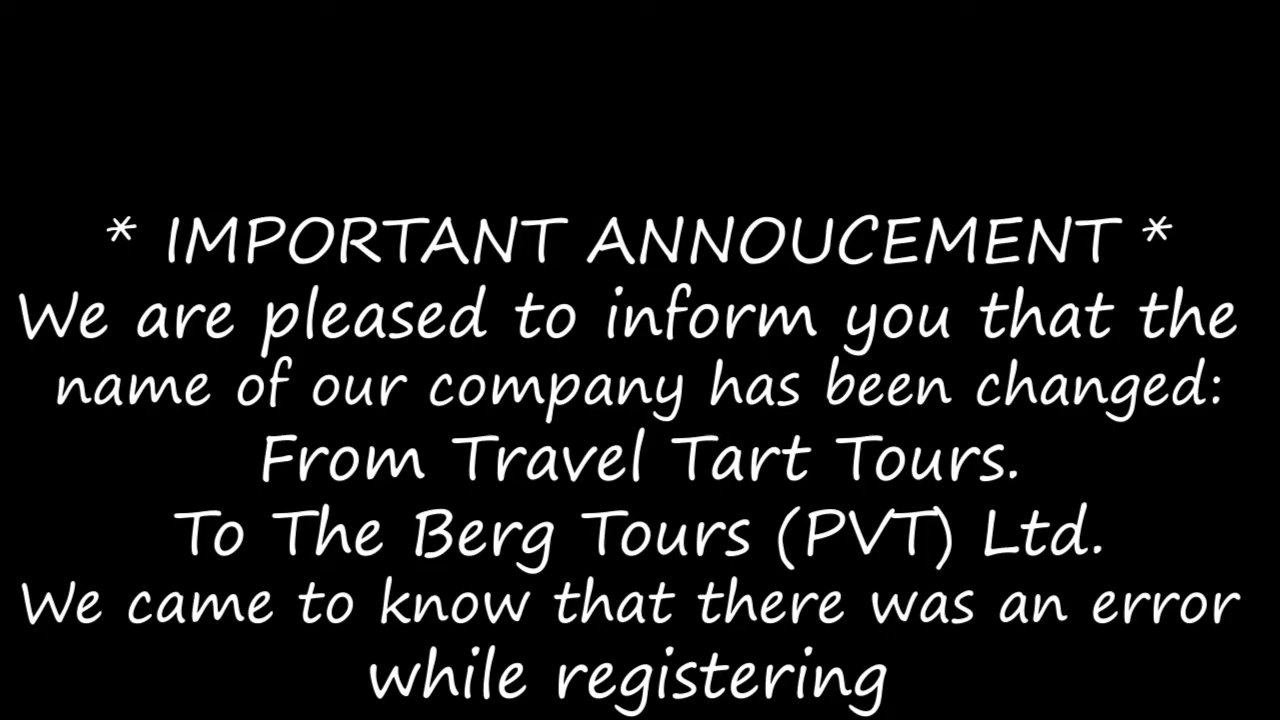 * IMPORTANT ANNOUCEMENT *
We are pleased to inform you that the
name of our company has been changed:
From Travel Tart Tours.
To The Berg Tours (PVT) Ltd.
We came to know that there was an error
while registering